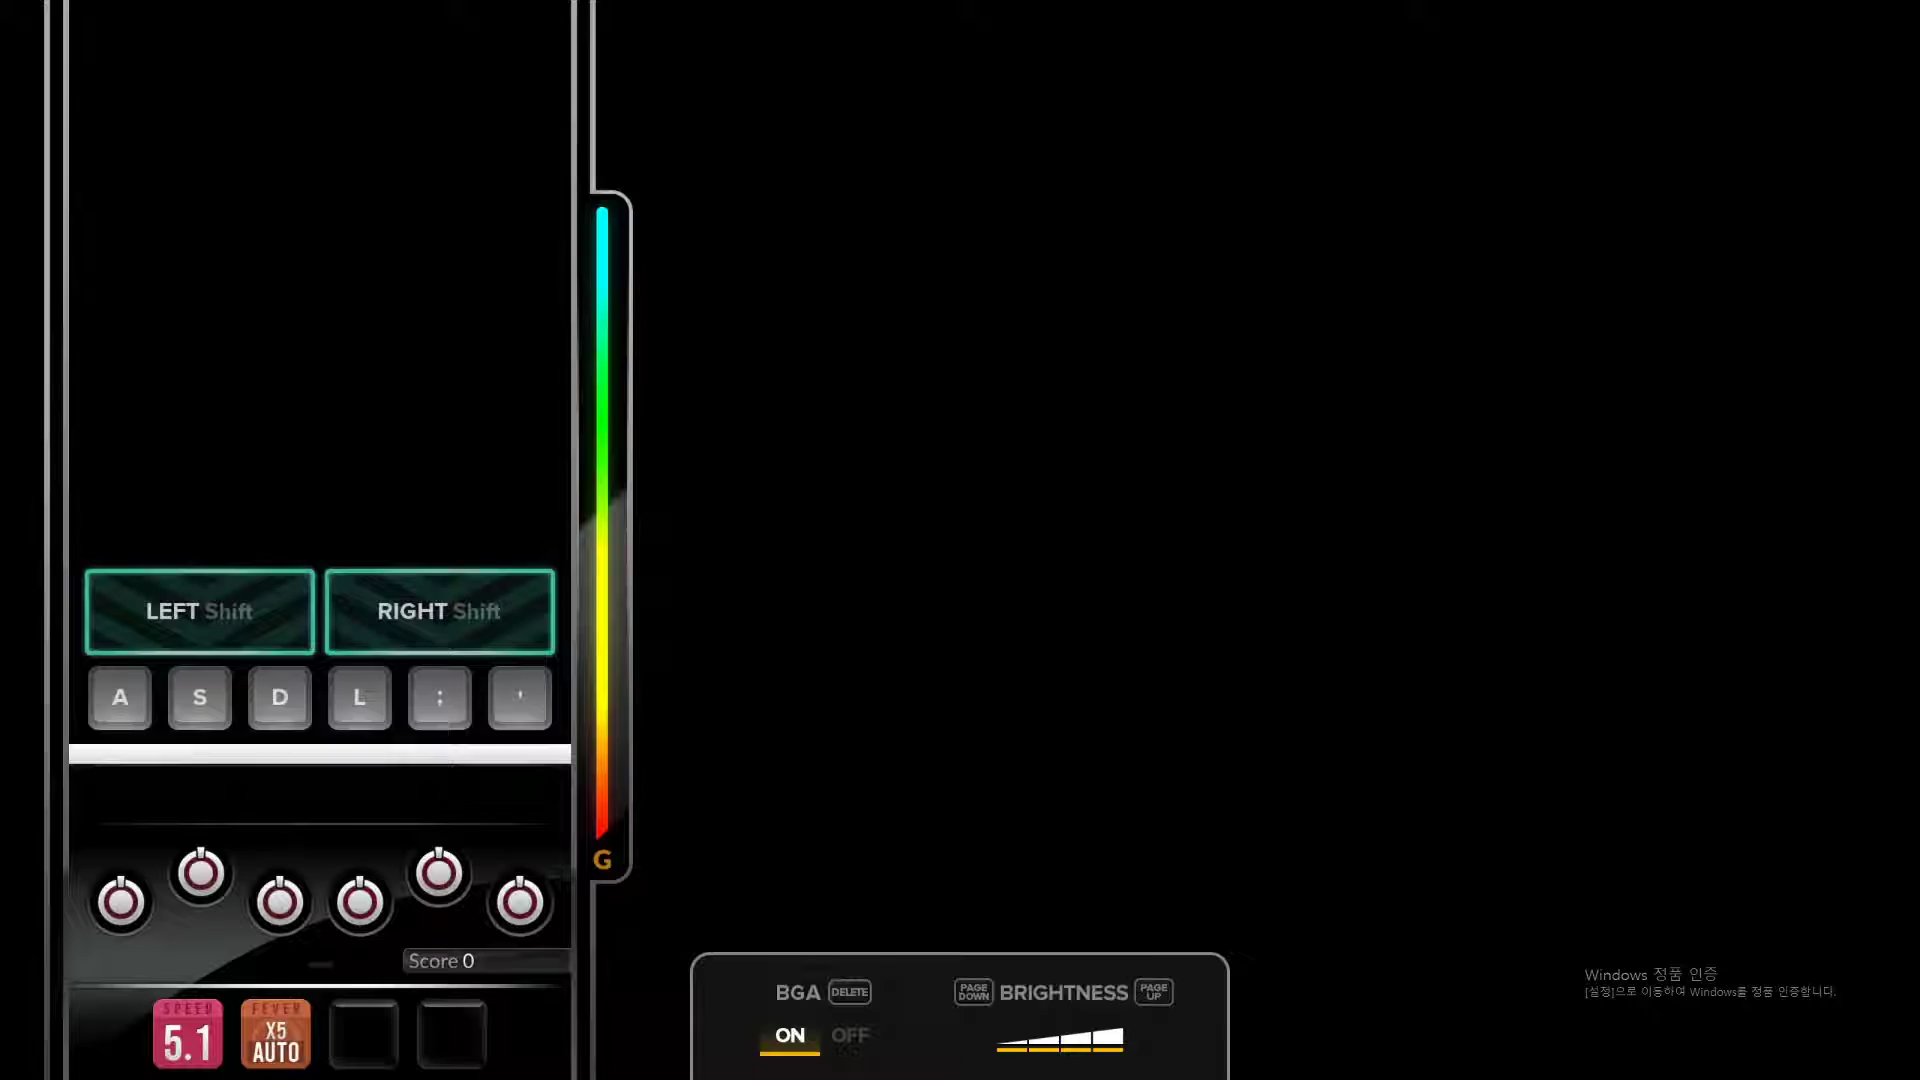 LEFT Shift RIGHT Shift
A S D L ; '
G
Score 0
SPEED
5.1
FEVER
X5
AUTO
BGA DELETE
ON OFF
PAGE DOWN BRIGHTNESS PAGE UP
Windows 정품 인증
[설정]으로 이동하여 Windows를 정품 인증합니다.